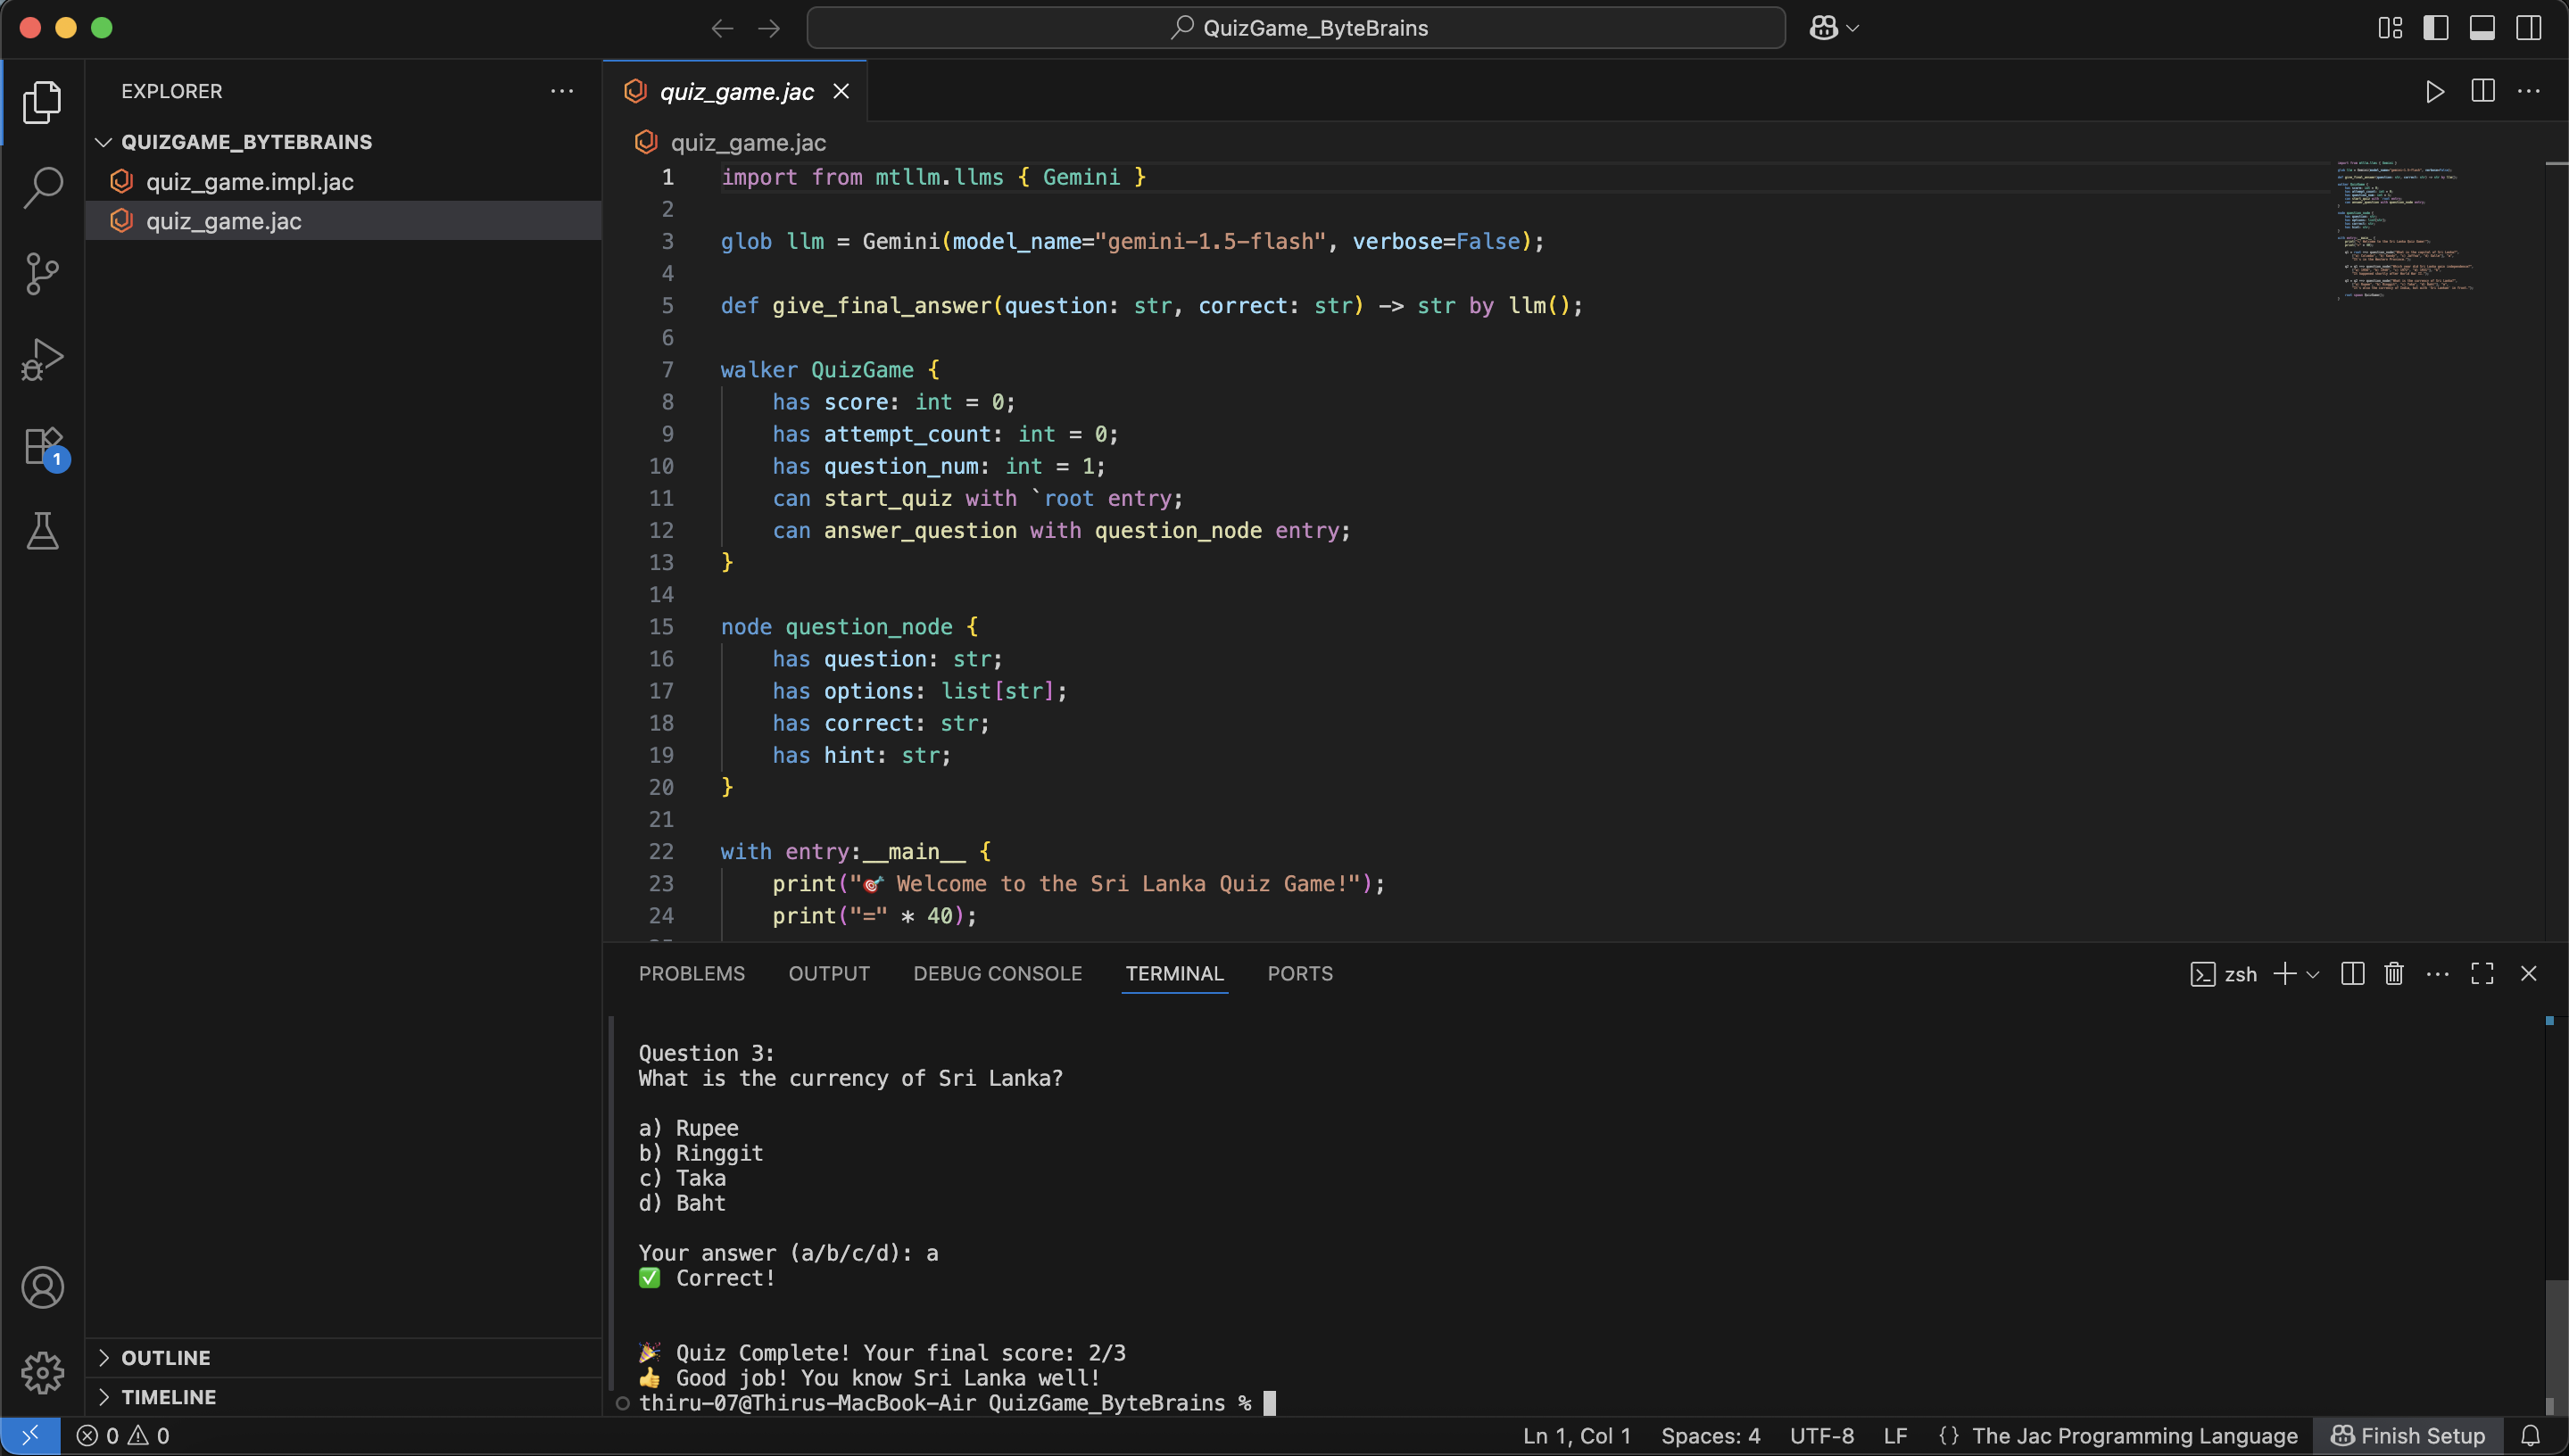 QuizGame_ByteBrains
EXPLORER
QUIZGAME_BYTEBRAINS
quiz_game.impl.jac
quiz_game.jac
OUTLINE
TIMELINE
1
quiz_game.jac
quiz_game.jac
1 import from mtllm.llms { Gemini }
2
3 glob llm = Gemini(model_name="gemini-1.5-flash", verbose=False);
4
5 def give_final_answer(question: str, correct: str) -> str by llm();
6
7 walker QuizGame {
8 has score: int = 0;
9 has attempt_count: int = 0;
10 has question_num: int = 1;
11 can start_quiz with `root entry;
12 can answer_question with question_node entry;
13 }
14
15 node question_node {
16 has question: str;
17 has options: list[str];
18 has correct: str;
19 has hint: str;
20 }
21
22 with entry:__main__ {
23 print("🎯 Welcome to the Sri Lanka Quiz Game!");
24 print("=" * 40);
PROBLEMS OUTPUT DEBUG CONSOLE TERMINAL PORTS
zsh
Question 3:
What is the currency of Sri Lanka?
a) Rupee
b) Ringgit
c) Taka
d) Baht
Your answer (a/b/c/d): a
✅ Correct!
🎉 Quiz Complete! Your final score: 2/3
👍 Good job! You know Sri Lanka well!
thiru-07@Thirus-MacBook-Air QuizGame_ByteBrains %
0 0
Ln 1, Col 1 Spaces: 4 UTF-8 LF {} The Jac Programming Language Finish Setup